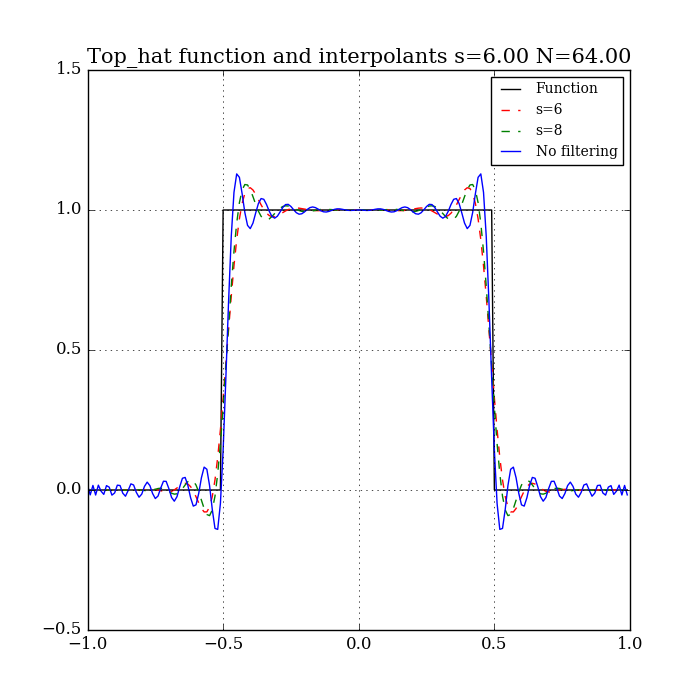 Top_hat function and interpolants s=6.00 N=64.00
1.5
Function
s=6
s=8
No filtering
1.0
0.5
0.0
−0.5
−1.0
−0.5
0.0
0.5
1.0